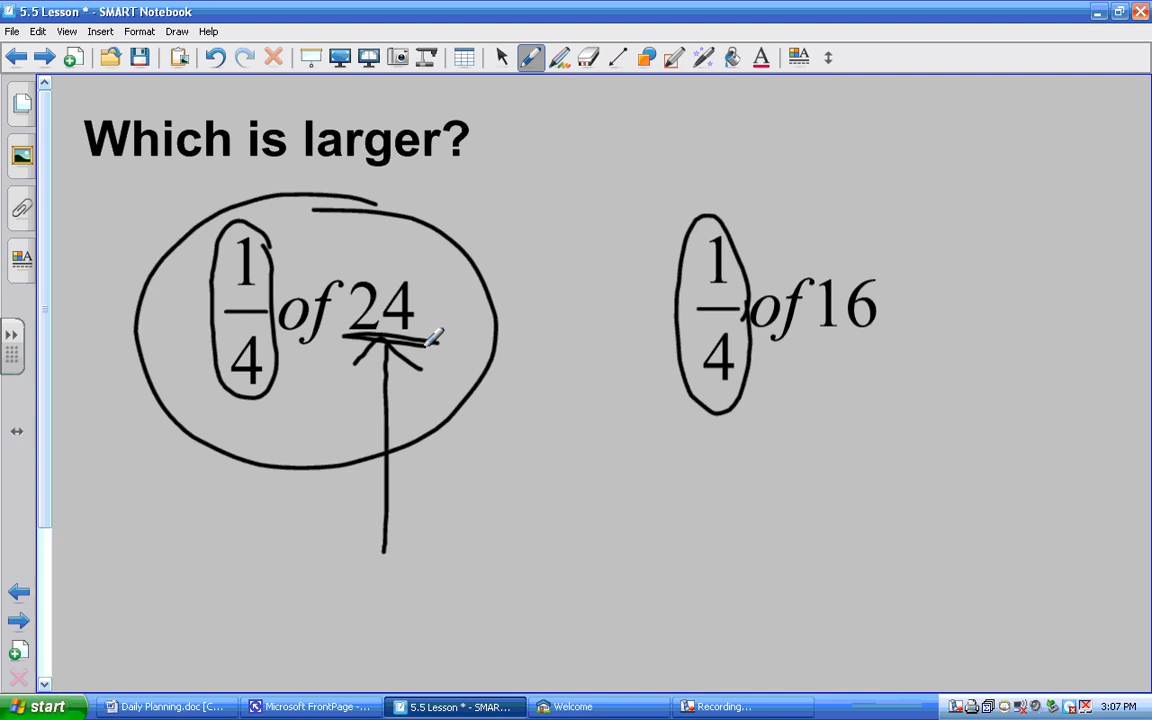 5.5 Lesson * - SMART Notebook
File Edit View Insert Format Draw Help
Which is larger?
1/4 of 24
1/4 of 16
start
Daily Planning.doc [C...
Microsoft FrontPage -...
5.5 Lesson * - SMAR...
Welcome
Recording...
3:07 PM